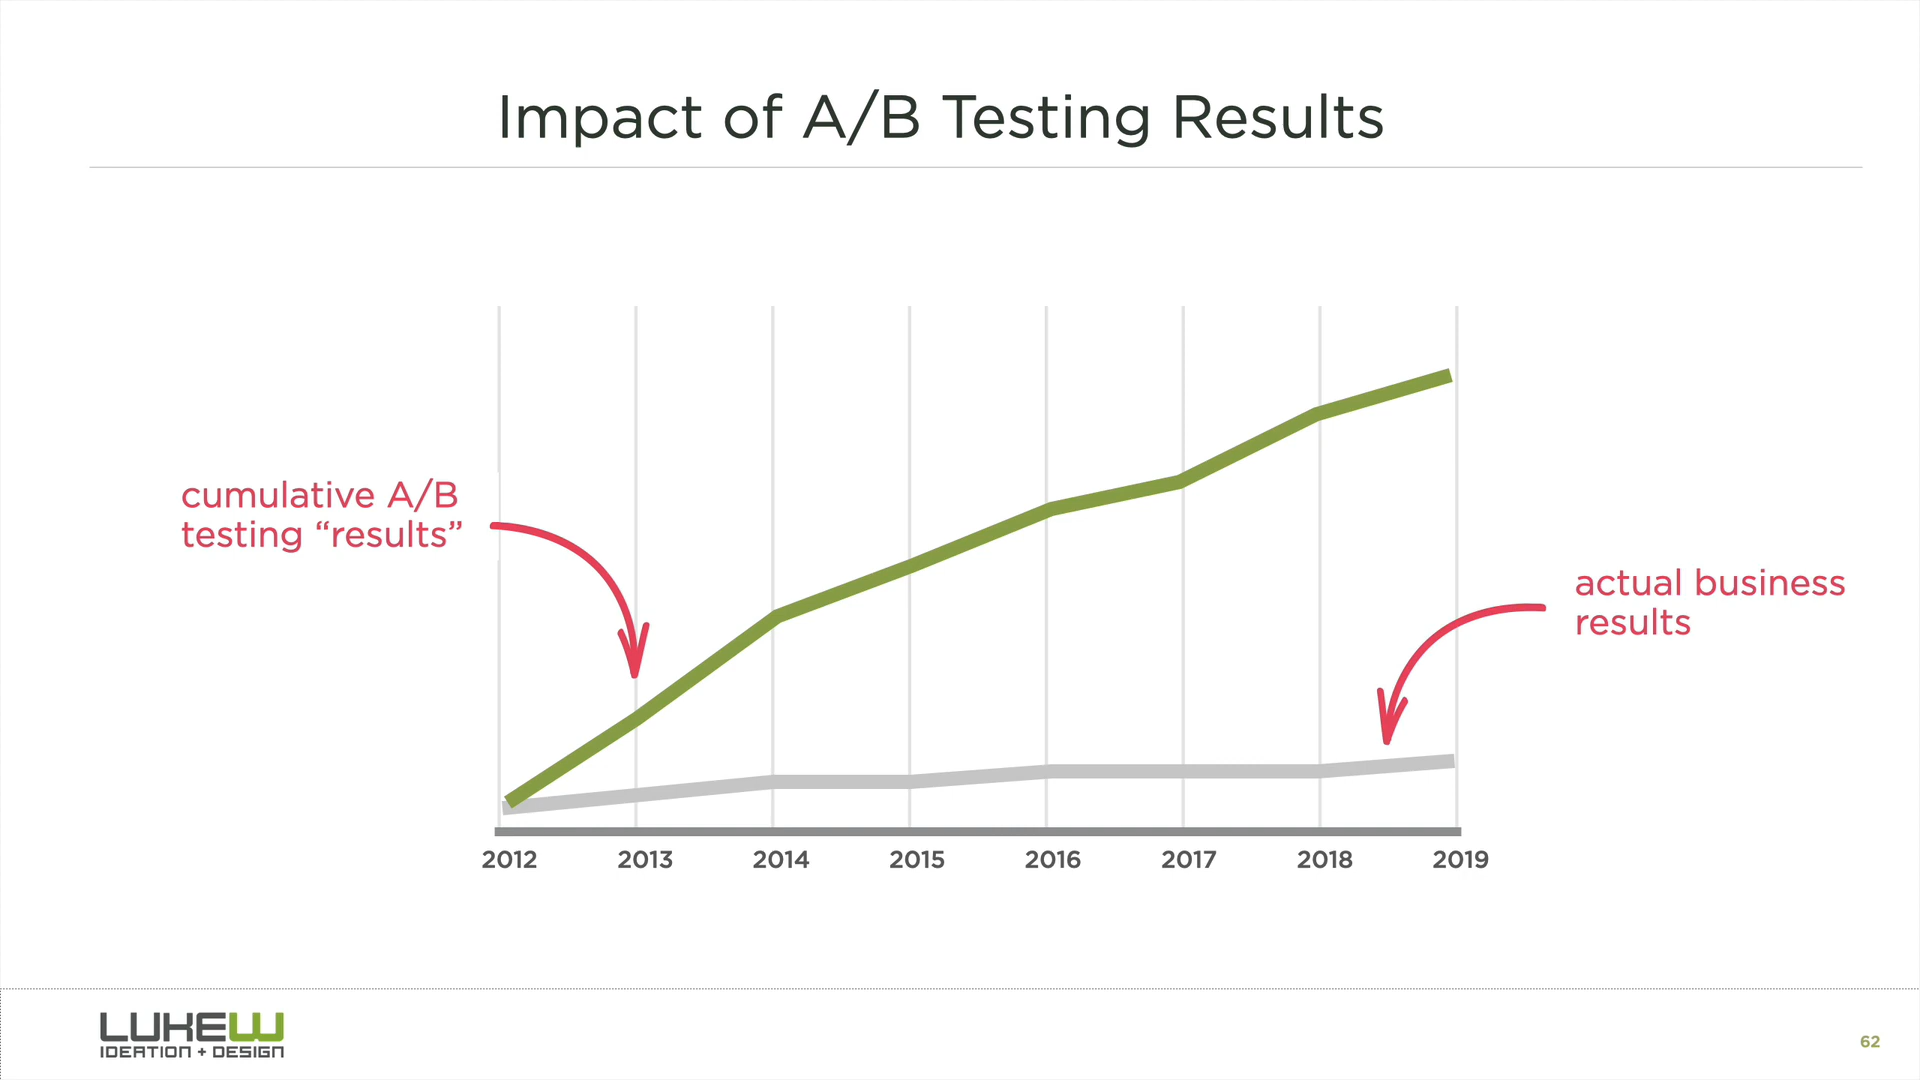 Impact of A/B Testing Results
cumulative A/B
testing “results”
actual business
results
2012 2013 2014 2015 2016 2017 2018 2019
LUKEW
IDEATION + DESIGN
62